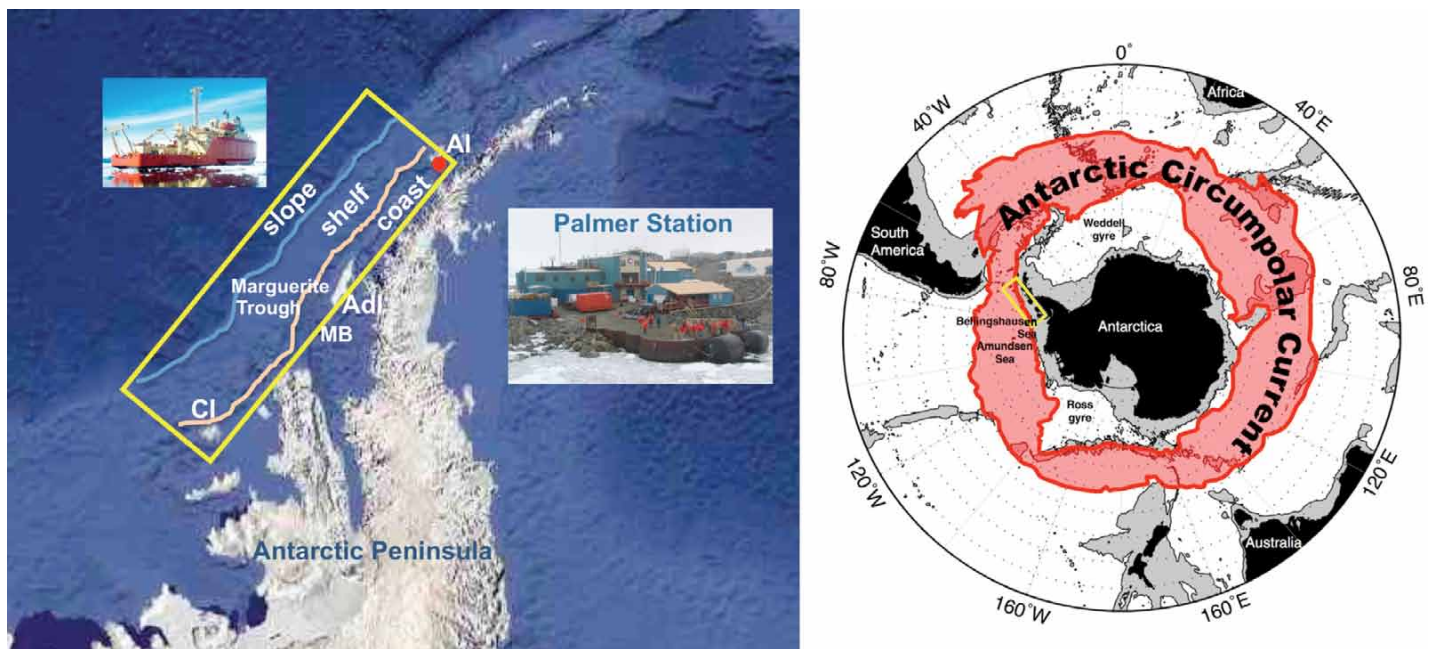 AI
slope
shelf
coast
Palmer Station
Marguerite
Trough
AdI
MB
CI
Antarctic Peninsula
0°
40°W
40°E
80°W
80°E
120°W
120°E
160°W
160°E
Africa
South
America
Weddell
gyre
Antarctic Circumpolar Current
Antarctica
Bellingshausen
Sea
Amundsen
Sea
Ross
gyre
Australia